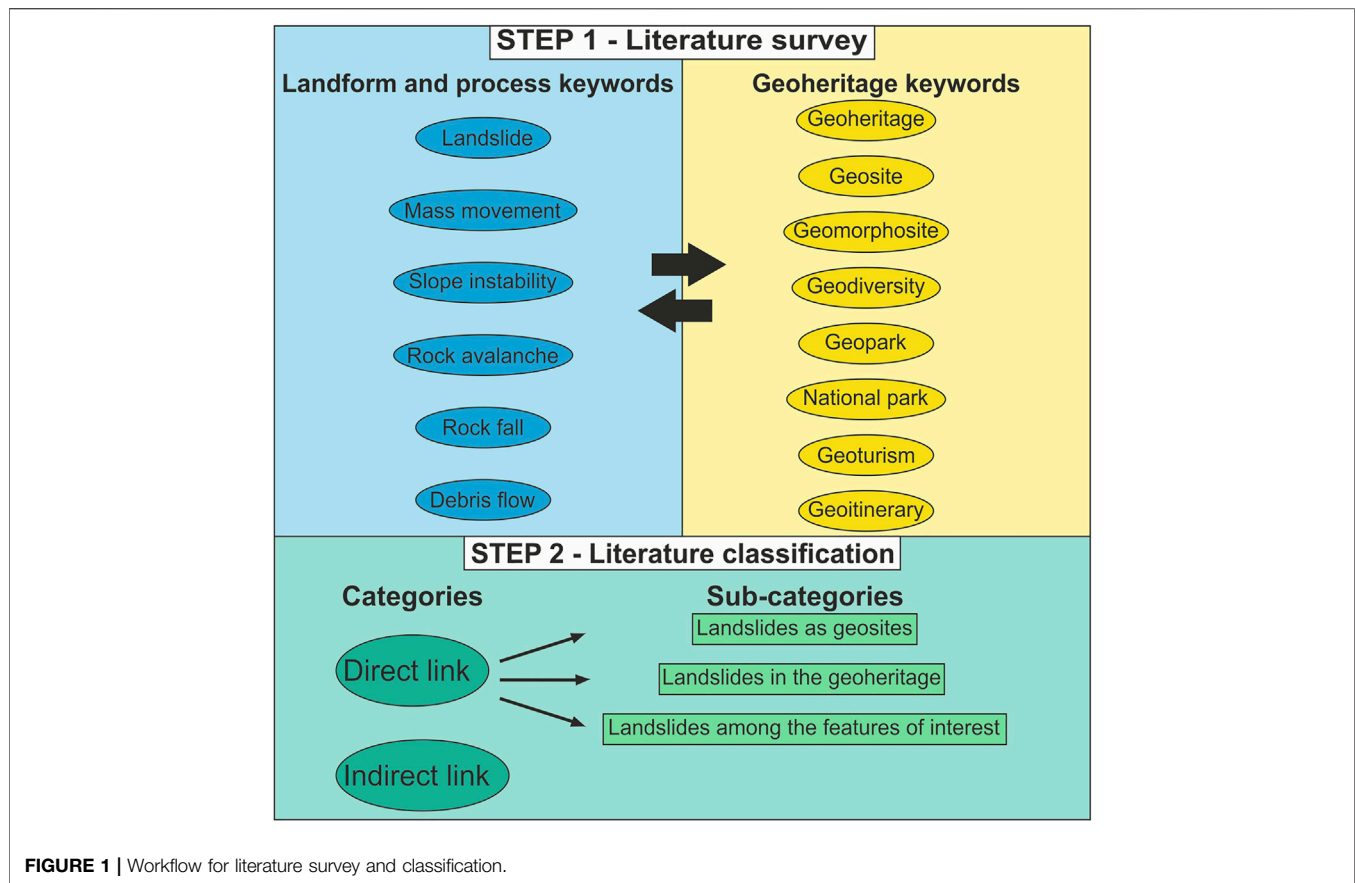 STEP 1 - Literature survey
Landform and process keywords
Landslide
Mass movement
Slope instability
Rock avalanche
Rock fall
Debris flow
Geoheritage keywords
Geoheritage
Geosite
Geomorphosite
Geodiversity
Geopark
National park
Geoturism
Geoitinerary
STEP 2 - Literature classification
Categories
Direct link
Indirect link
Sub-categories
Landslides as geosites
Landslides in the geoheritage
Landslides among the features of interest
FIGURE 1 | Workflow for literature survey and classification.